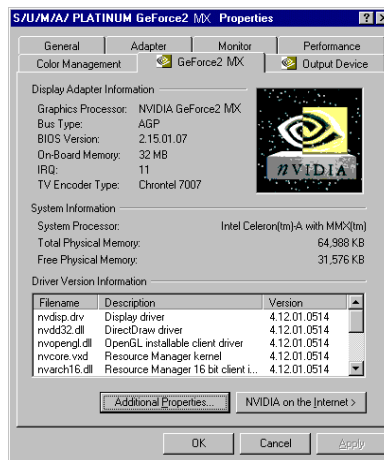 S/U/M/A/ PLATINUM GeForce2 MX Properties
General Adapter Monitor Performance
Color Management GeForce2 MX Output Device
Display Adapter Information
Graphics Processor: NVIDIA GeForce2 MX
Bus Type: AGP
BIOS Version: 2.15.01.07
On-Board Memory: 32 MB
IRQ: 11
TV Encoder Type: Chrontel 7007
nVIDIA
System Information
System Processor: Intel Celeron(tm)-A with MMX(tm)
Total Physical Memory: 64,988 KB
Free Physical Memory: 31,576 KB
Driver Version Information
Filename Description Version
nvdisp.drv Display driver 4.12.01.0514
nvdd32.dll DirectDraw driver 4.12.01.0514
nvopengl.dll OpenGL installable client driver 4.12.01.0514
nvcore.vxd Resource Manager kernel 4.12.01.0514
nvarch16.dll Resource Manager 16 bit client i... 4.12.01.0514
Additional Properties... NVIDIA on the Internet >
OK Cancel Apply